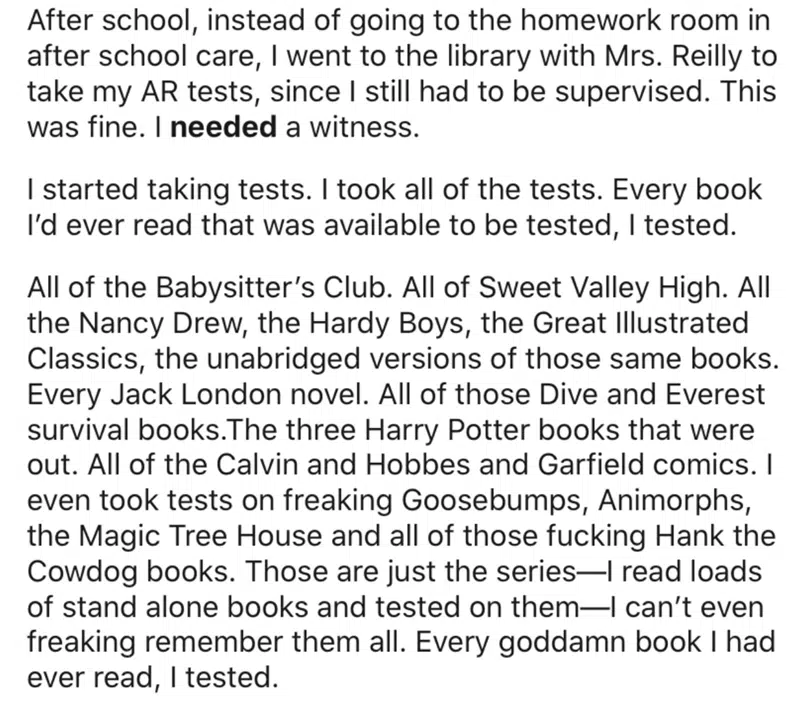 After school, instead of going to the homework room in
after school care, I went to the library with Mrs. Reilly to
take my AR tests, since I still had to be supervised. This
was fine. I needed a witness.
I started taking tests. I took all of the tests. Every book
I'd ever read that was available to be tested, I tested.
All of the Babysitter's Club. All of Sweet Valley High. All
the Nancy Drew, the Hardy Boys, the Great Illustrated
Classics, the unabridged versions of those same books.
Every Jack London novel. All of those Dive and Everest
survival books.The three Harry Potter books that were
out. All of the Calvin and Hobbes and Garfield comics. I
even took tests on freaking Goosebumps, Animorphs,
the Magic Tree House and all of those fucking Hank the
Cowdog books. Those are just the series—I read loads
of stand alone books and tested on them—I can't even
freaking remember them all. Every goddamn book I had
ever read, I tested.